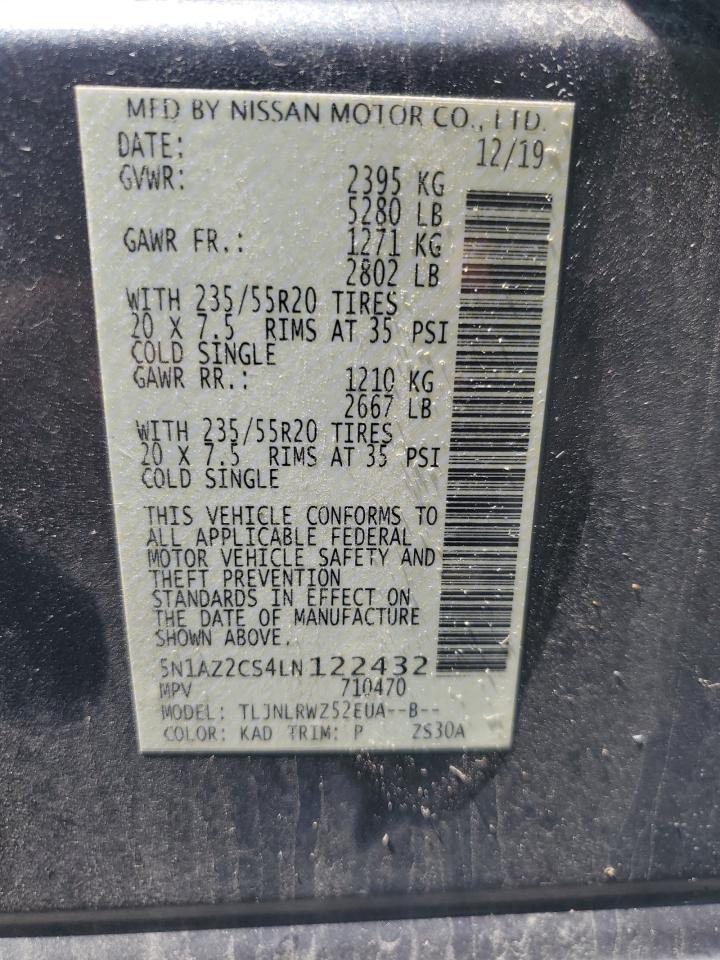 MFD BY NISSAN MOTOR CO., LTD.
DATE: 12/19
GVWR: 2395 KG
5280 LB
GAWR FR.: 1271 KG
2802 LB
WITH 235/55R20 TIRES
20 X 7.5 RIMS AT 35 PSI
COLD SINGLE
GAWR RR.: 1210 KG
2667 LB
WITH 235/55R20 TIRES
20 X 7.5 RIMS AT 35 PSI
COLD SINGLE
THIS VEHICLE CONFORMS TO
ALL APPLICABLE FEDERAL
MOTOR VEHICLE SAFETY AND
THEFT PREVENTION
STANDARDS IN EFFECT ON
THE DATE OF MANUFACTURE
SHOWN ABOVE.
5N1AZ2CS4LN122432
MPV 710470
MODEL: TLJNLRWZ52EUA--B--
COLOR: KAD TRIM: P ZS30A